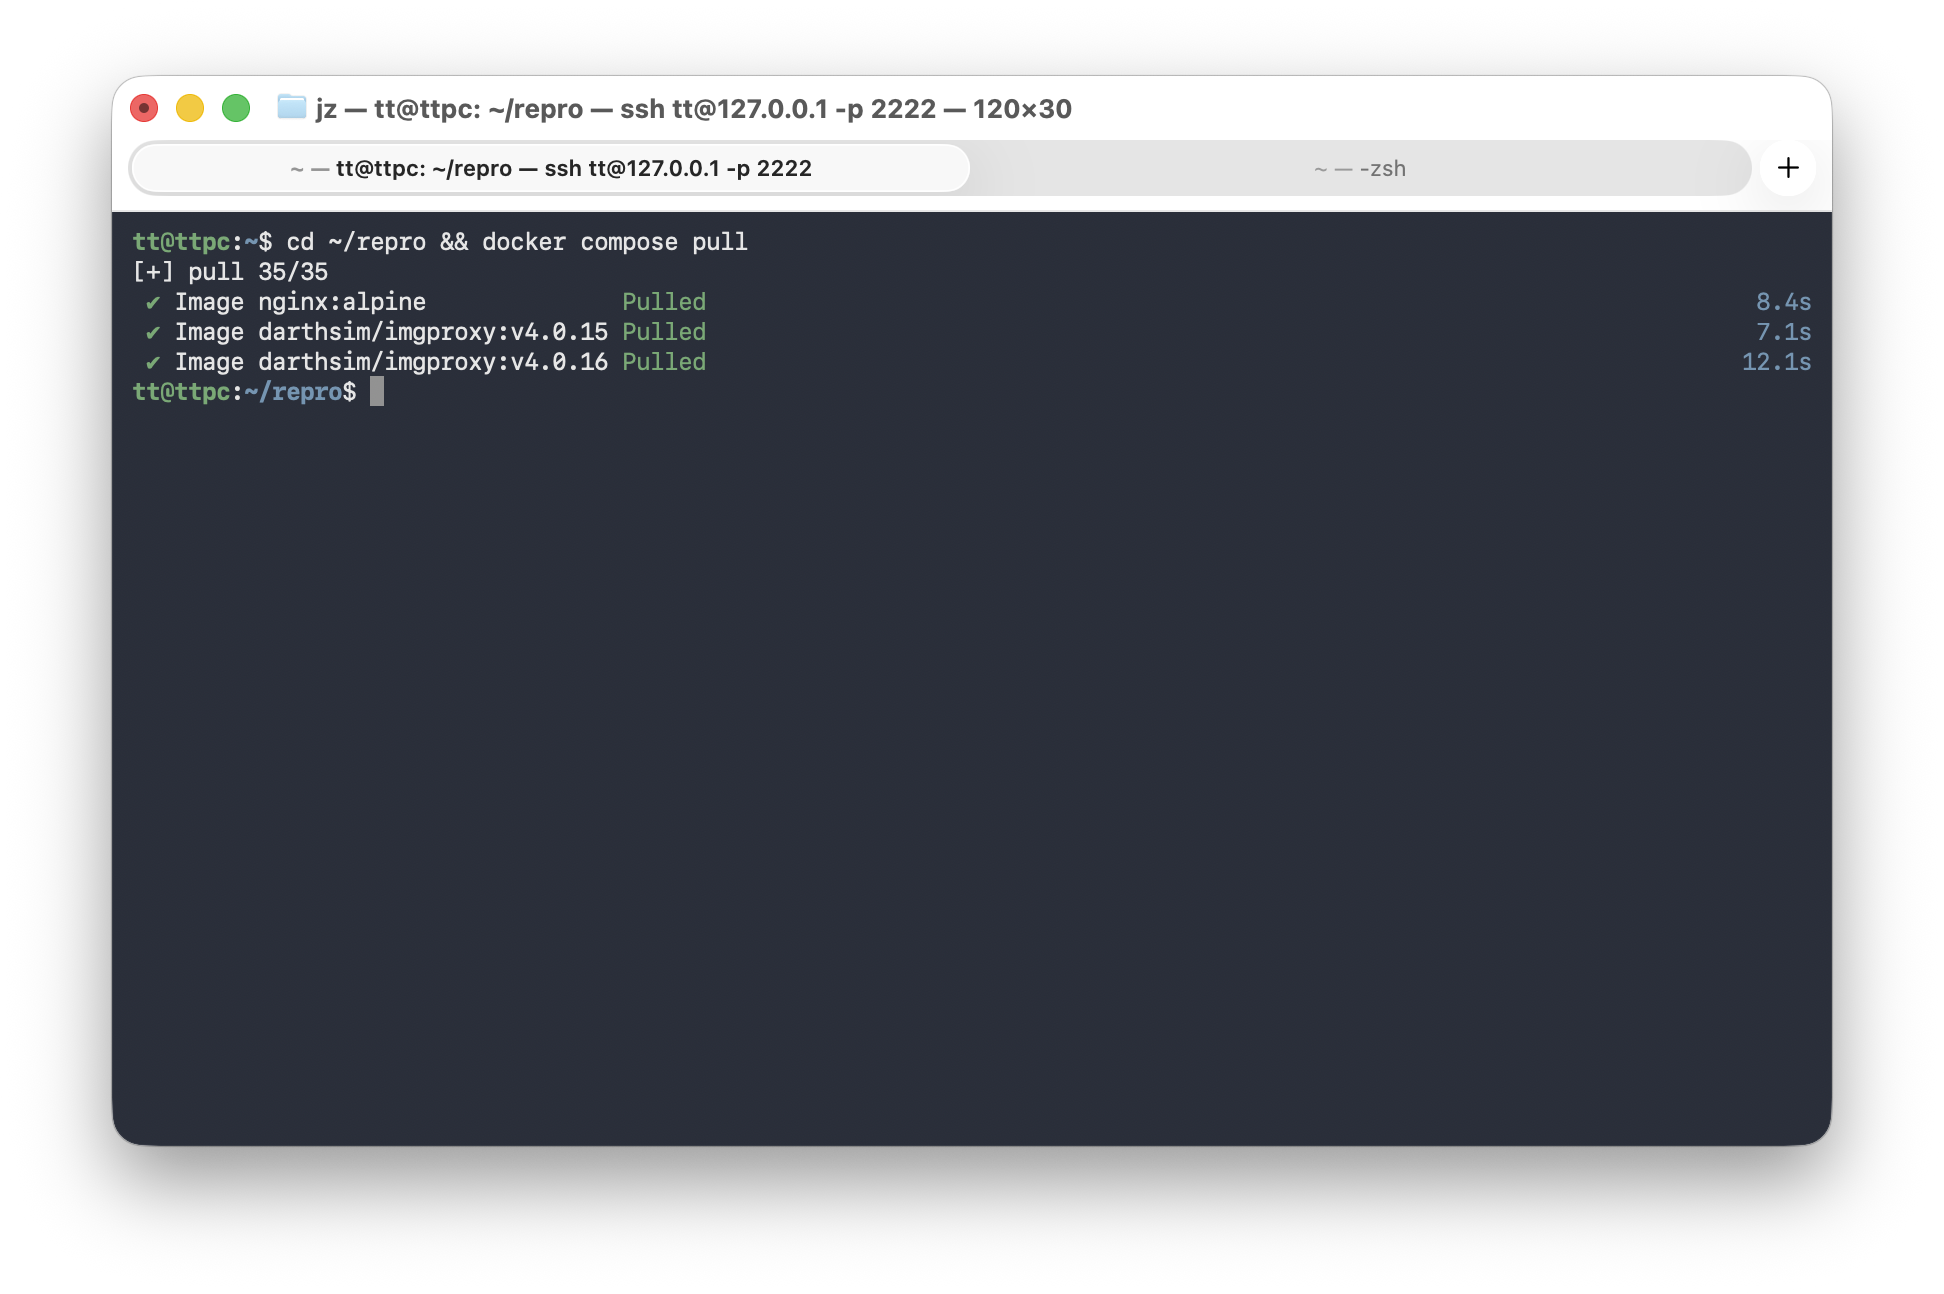 jz — tt@ttpc: ~/repro — ssh tt@127.0.0.1 -p 2222 — 120×30
~ — tt@ttpc: ~/repro — ssh tt@127.0.0.1 -p 2222
~ — -zsh
+
tt@ttpc:~$ cd ~/repro && docker compose pull
[+] pull 35/35
✔ Image nginx:alpine Pulled 8.4s
✔ Image darthsim/imgproxy:v4.0.15 Pulled 7.1s
✔ Image darthsim/imgproxy:v4.0.16 Pulled 12.1s
tt@ttpc:~/repro$